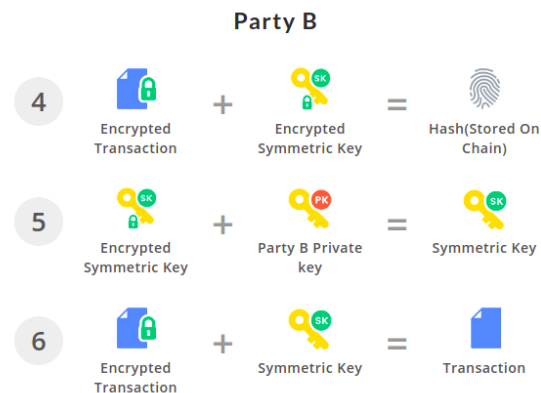 Party B
4
SK
SK
+
=
Encrypted
Transaction
Encrypted
Symmetric Key
Hash(Stored On
Chain)
5
SK
+
PK
=
SK
Encrypted
Symmetric Key
Party B Private
key
Symmetric Key
6
+
SK
=
Encrypted
Transaction
Symmetric Key
Transaction